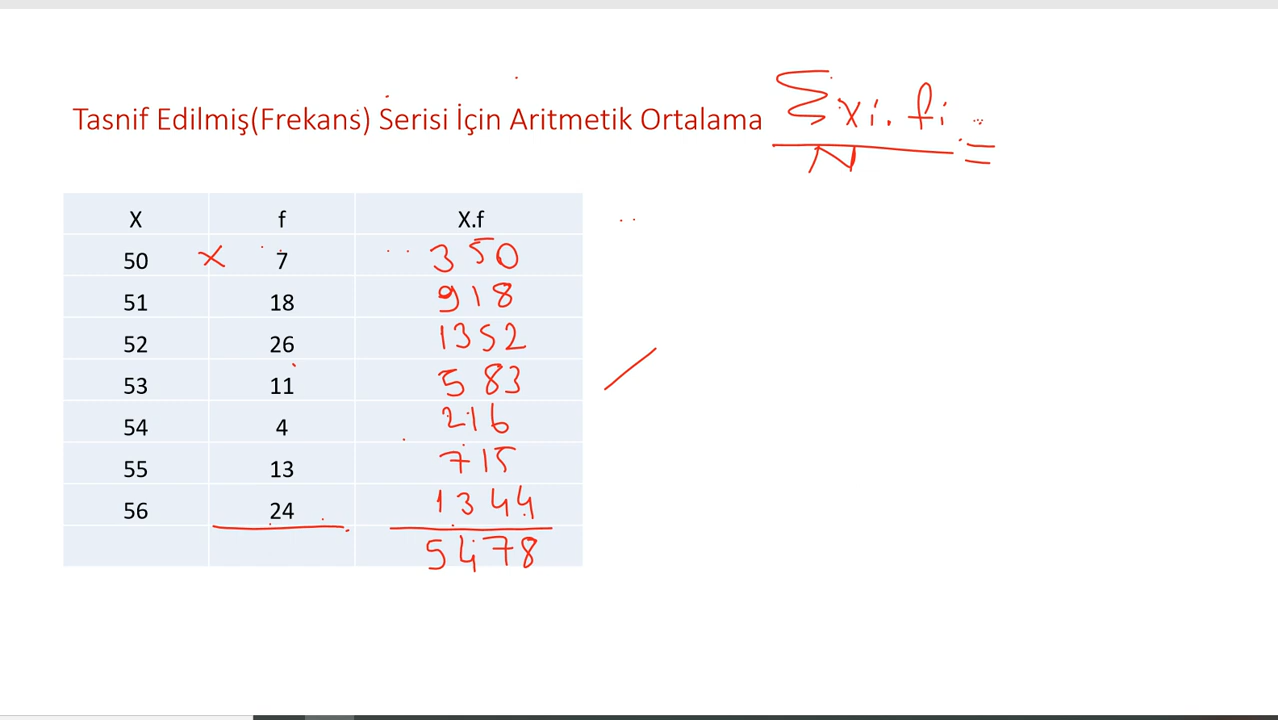 Tasnif Edilmiş(Frekans) Serisi İçin Aritmetik Ortalama Σxi.fi =
N
X f X.f
50 x 7 350
51 18 918
52 26 1352
53 11 583
54 4 216
55 13 715
56 24 1344
5478